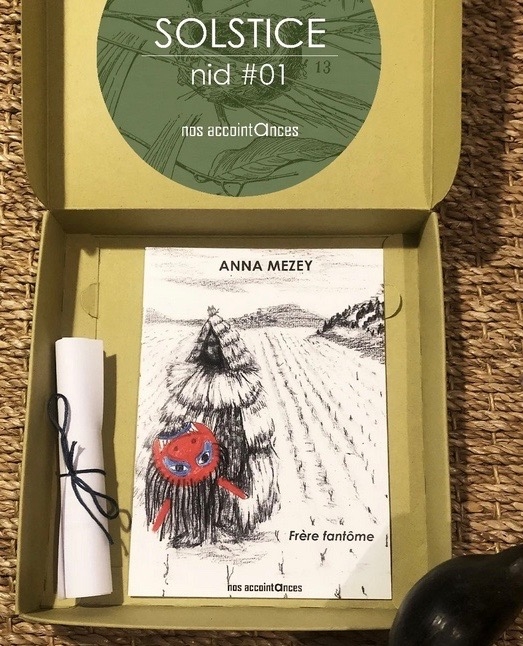 SOLSTICE
nid #01
13
nos accointances
ANNA MEZEY
Frère fantôme
nos accointances